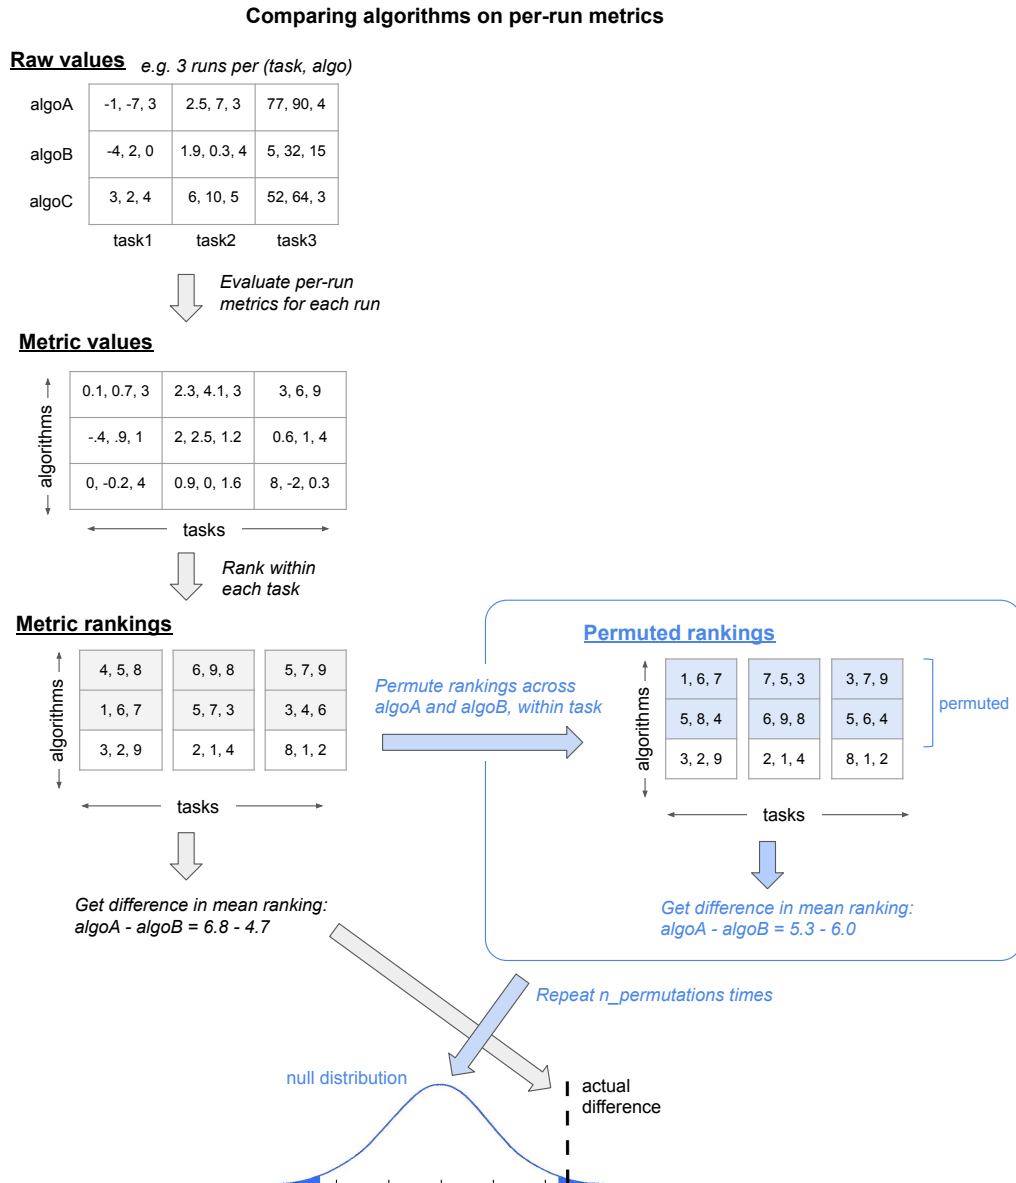 Comparing algorithms on per-run metrics
Raw values e.g. 3 runs per (task, algo)
algoA -1, -7, 3 2.5, 7, 3 77, 90, 4
algoB -4, 2, 0 1.9, 0.3, 4 5, 32, 15
algoC 3, 2, 4 6, 10, 5 52, 64, 3
task1 task2 task3
Evaluate per-run
metrics for each run
Metric values
algorithms
0.1, 0.7, 3 2.3, 4.1, 3 3, 6, 9
-.4, .9, 1 2, 2.5, 1.2 0.6, 1, 4
0, -0.2, 4 0.9, 0, 1.6 8, -2, 0.3
tasks
Rank within
each task
Metric rankings
algorithms
4, 5, 8 6, 9, 8 5, 7, 9
1, 6, 7 5, 7, 3 3, 4, 6
3, 2, 9 2, 1, 4 8, 1, 2
tasks
Permute rankings across
algoA and algoB, within task
Permuted rankings
algorithms
1, 6, 7 7, 5, 3 3, 7, 9
5, 8, 4 6, 9, 8 5, 6, 4
3, 2, 9 2, 1, 4 8, 1, 2
permuted
tasks
Get difference in mean ranking:
algoA - algoB = 6.8 - 4.7
Get difference in mean ranking:
algoA - algoB = 5.3 - 6.0
Repeat n_permutations times
null distribution
actual
difference